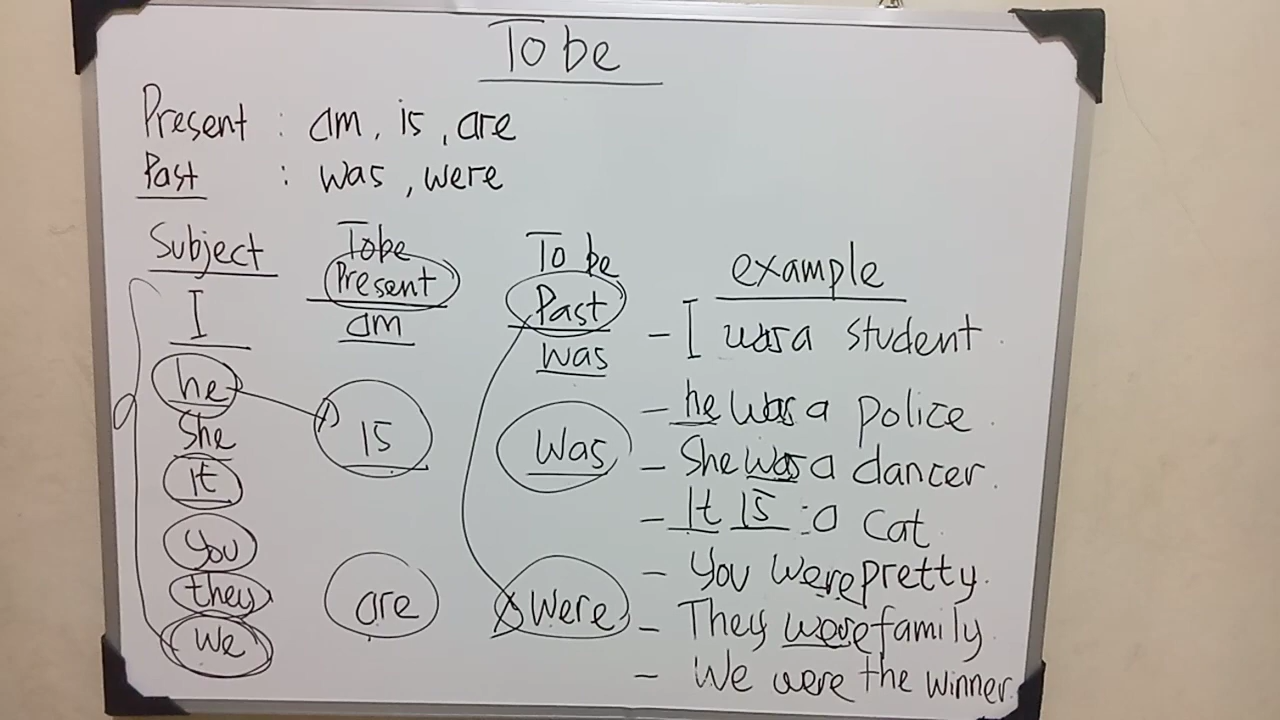 To be
Present : am, is, are
Past : was, were
Subject
Tobe
Present
To be
Past
example
I
am
was
- I was a student.
he
- he was a police.
She
is
was
- She was a dancer.
it
- It is a cat.
you
- You were pretty.
they
are
were
- They were family.
we
- We were the winner.